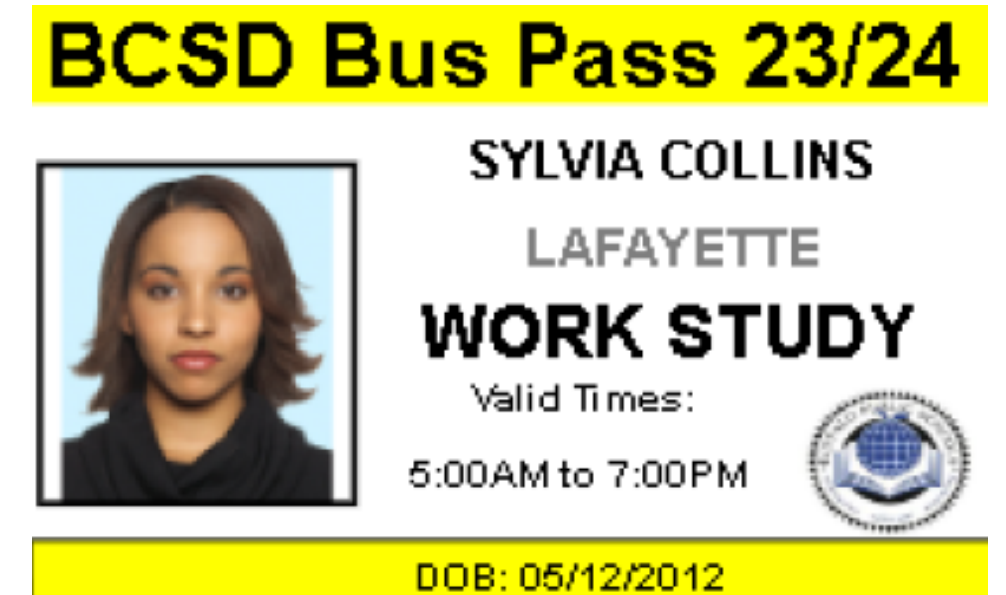 BCSD Bus Pass 23/24
SYLVIA COLLINS
LAFAYETTE
WORK STUDY
Valid Times:
5:00AM to 7:00PM
DOB: 05/12/2012